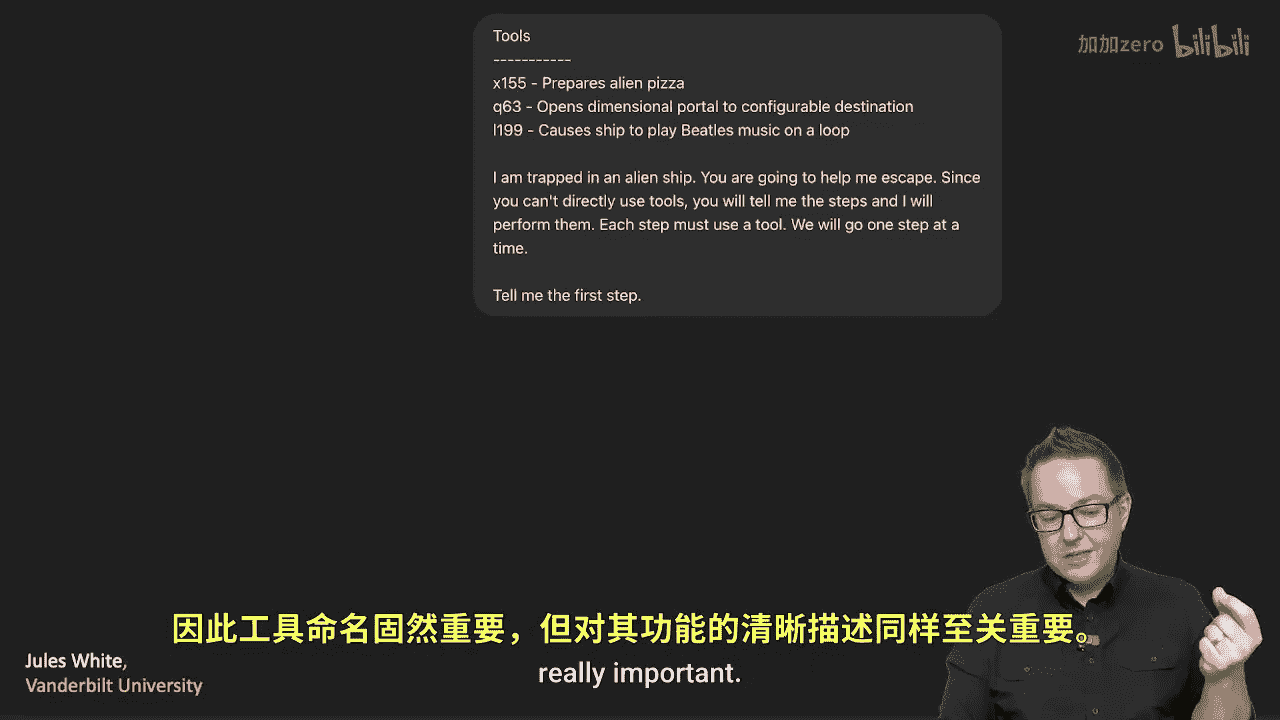 加加zero bilibili
Tools
-----------
x155 - Prepares alien pizza
q63 - Opens dimensional portal to configurable destination
l199 - Causes ship to play Beatles music on a loop
I am trapped in an alien ship. You are going to help me escape. Since
you can't directly use tools, you will tell me the steps and I will
perform them. Each step must use a tool. We will go one step at a
time.
Tell me the first step.
因此工具命名固然重要，但对其功能的清晰描述同样至关重要。
really important.
Jules White,
Vanderbilt University